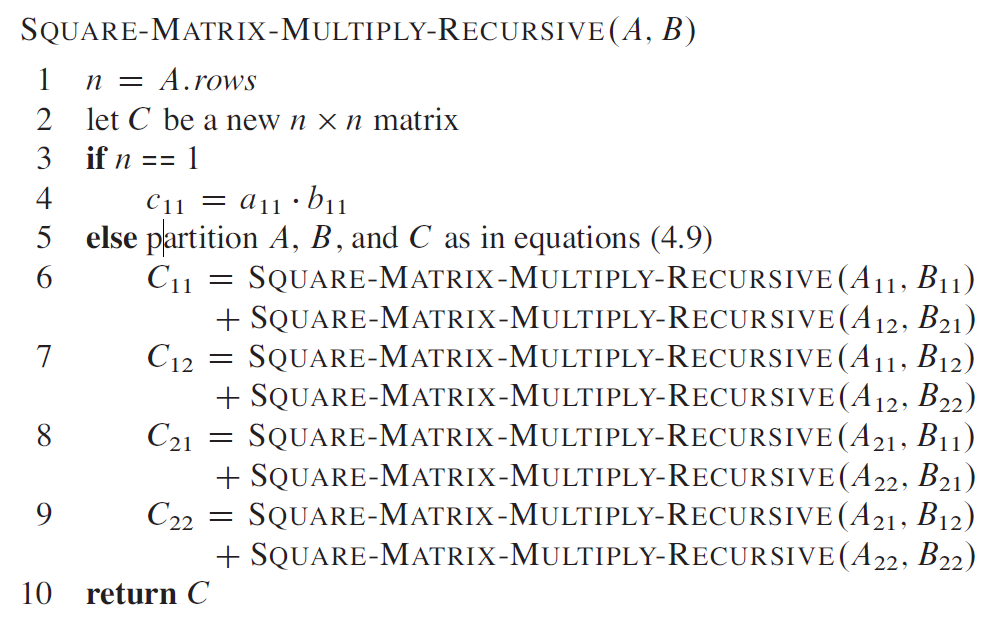 SQUARE-MATRIX-MULTIPLY-RECURSIVE(A, B)
1 n = A.rows
2 let C be a new n × n matrix
3 if n == 1
4 c₁₁ = a₁₁ · b₁₁
5 else partition A, B, and C as in equations (4.9)
6 C₁₁ = SQUARE-MATRIX-MULTIPLY-RECURSIVE(A₁₁, B₁₁)
+ SQUARE-MATRIX-MULTIPLY-RECURSIVE(A₁₂, B₂₁)
7 C₁₂ = SQUARE-MATRIX-MULTIPLY-RECURSIVE(A₁₁, B₁₂)
+ SQUARE-MATRIX-MULTIPLY-RECURSIVE(A₁₂, B₂₂)
8 C₂₁ = SQUARE-MATRIX-MULTIPLY-RECURSIVE(A₂₁, B₁₁)
+ SQUARE-MATRIX-MULTIPLY-RECURSIVE(A₂₂, B₂₁)
9 C₂₂ = SQUARE-MATRIX-MULTIPLY-RECURSIVE(A₂₁, B₁₂)
+ SQUARE-MATRIX-MULTIPLY-RECURSIVE(A₂₂, B₂₂)
10 return C